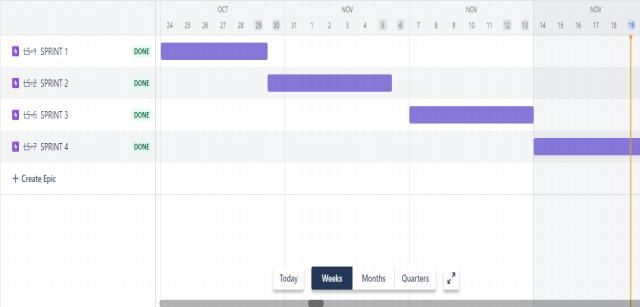 OCT NOV NOV NOV
24 25 26 27 28 29 30 31 1 2 3 4 5 6 7 8 9 10 11 12 13 14 15 16 17 18 19
LS-1 SPRINT 1 DONE
LS-2 SPRINT 2 DONE
LS-6 SPRINT 3 DONE
LS-7 SPRINT 4 DONE
+ Create Epic
Today Weeks Months Quarters